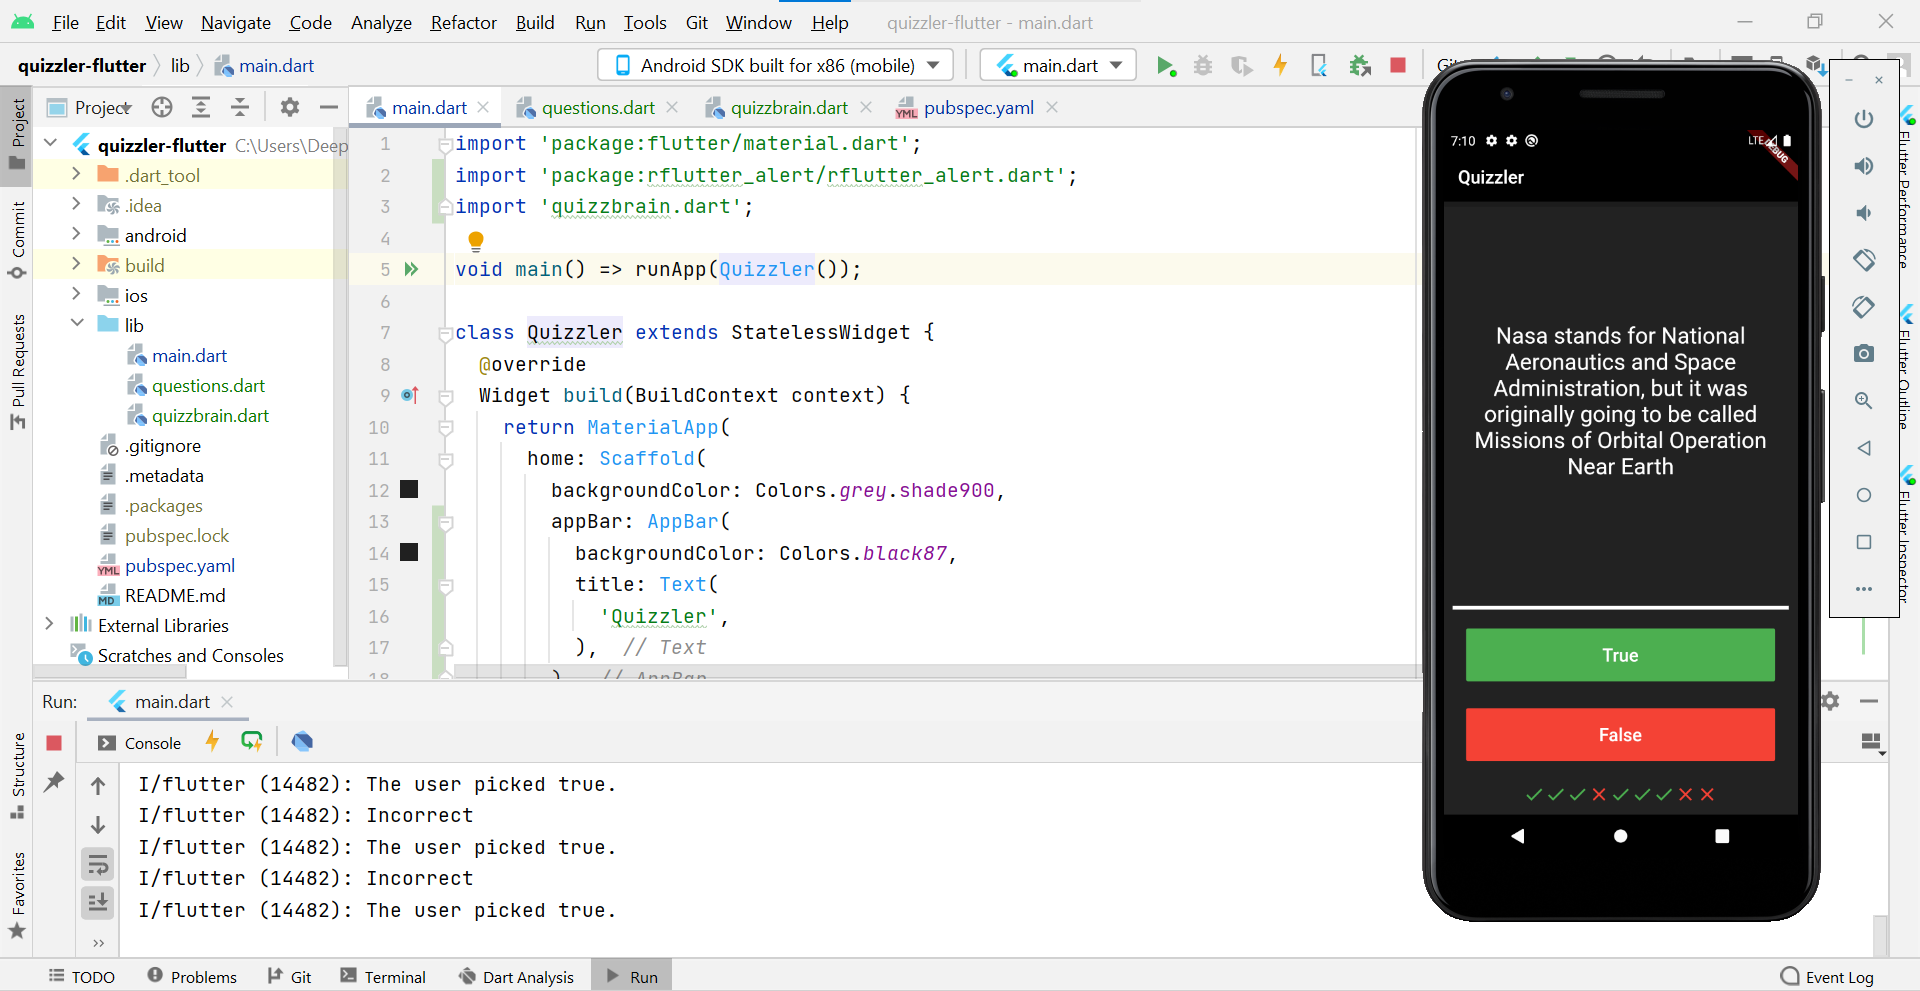 File Edit View Navigate Code Analyze Refactor Build Run Tools Git Window Help quizzler-flutter - main.dart
quizzler-flutter lib main.dart Android SDK built for x86 (mobile) main.dart
Project main.dart questions.dart quizzbrain.dart pubspec.yaml
Project
Commit
Pull Requests
Structure
Favorites
quizzler-flutter C:\Users\Deep
.dart_tool
.idea
android
build
ios
lib
main.dart
questions.dart
quizzbrain.dart
.gitignore
.metadata
.packages
pubspec.lock
pubspec.yaml
README.md
External Libraries
Scratches and Consoles
1 import 'package:flutter/material.dart';
2 import 'package:rflutter_alert/rflutter_alert.dart';
3 import 'quizzbrain.dart';
4
5 void main() => runApp(Quizzler());
6
7 class Quizzler extends StatelessWidget {
8 @override
9 Widget build(BuildContext context) {
10 return MaterialApp(
11 home: Scaffold(
12 backgroundColor: Colors.grey.shade900,
13 appBar: AppBar(
14 backgroundColor: Colors.black87,
15 title: Text(
16 'Quizzler',
17 ), // Text
18 ) // AppBar
7:10 LTE
DEBUG
Quizzler
Nasa stands for National
Aeronautics and Space
Administration, but it was
originally going to be called
Missions of Orbital Operation
Near Earth
True
False
Flutter Performance
Flutter Outline
Flutter Inspector
Run: main.dart
Console
I/flutter (14482): The user picked true.
I/flutter (14482): Incorrect
I/flutter (14482): The user picked true.
I/flutter (14482): Incorrect
I/flutter (14482): The user picked true.
TODO Problems Git Terminal Dart Analysis Run Event Log